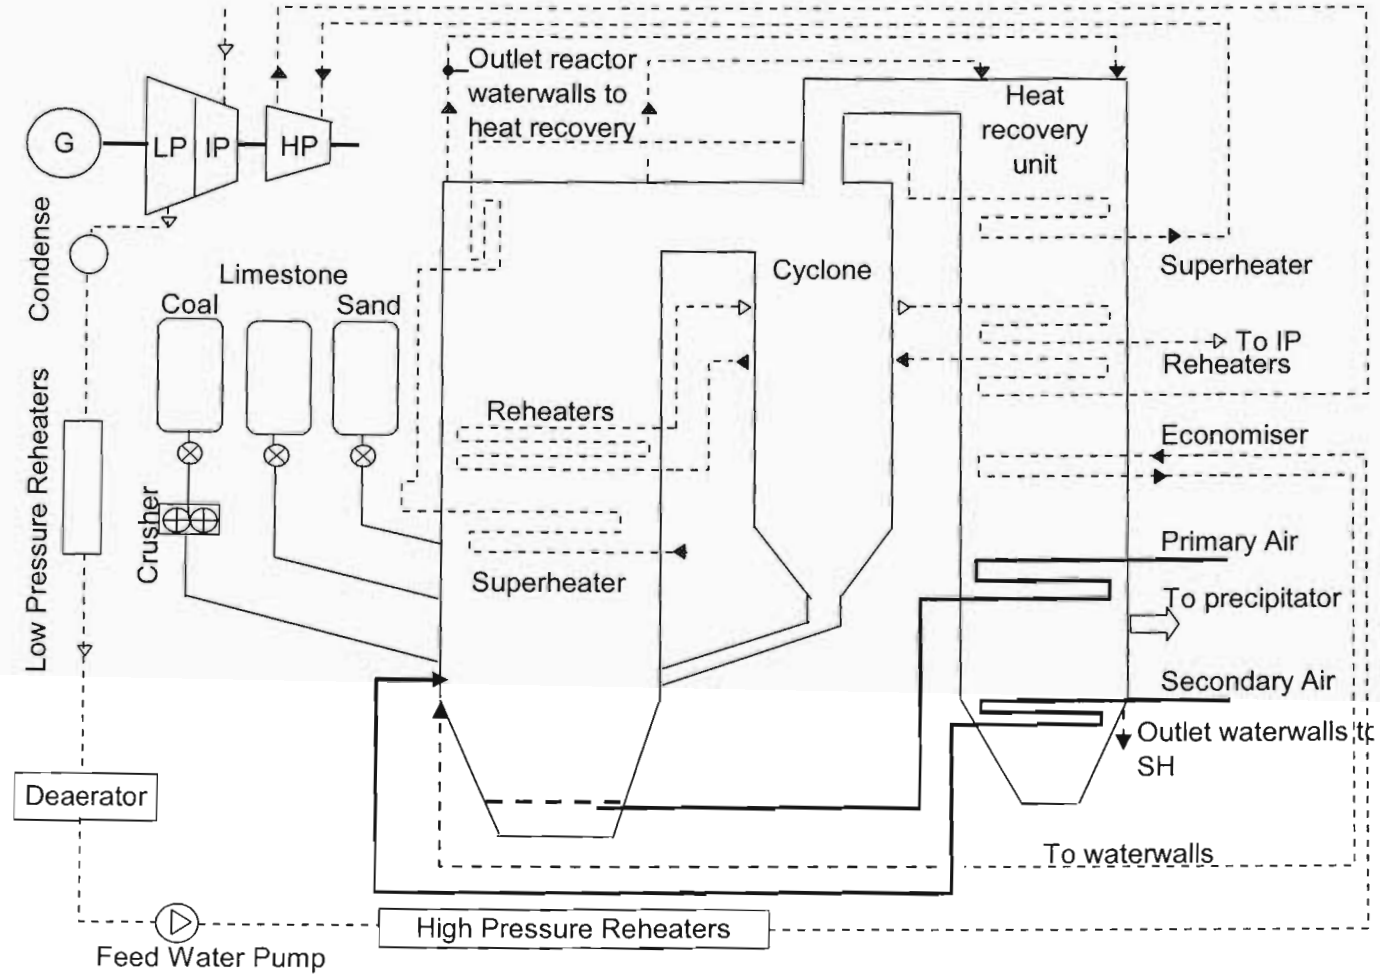 Outlet reactor
waterwalls to
heat recovery
Heat
recovery
unit
G
LP
IP
HP
Condense
Limestone
Coal
Sand
Cyclone
Superheater
To IP
Reheaters
Reheaters
Low Pressure Reheaters
Economiser
Crusher
Primary Air
Superheater
To precipitator
Secondary Air
Outlet waterwalls to
SH
Deaerator
To waterwalls
High Pressure Reheaters
Feed Water Pump